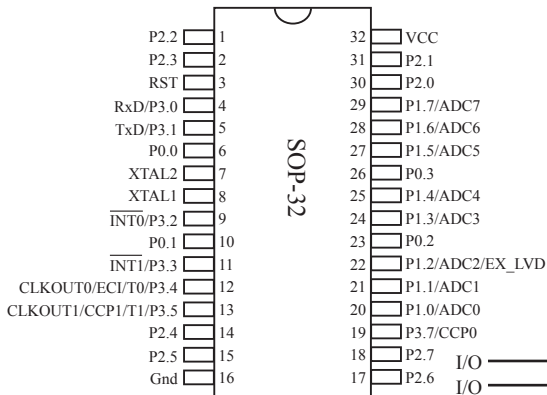 P2.2 1
P2.3 2
RST 3
RxD/P3.0 4
TxD/P3.1 5
P0.0 6
XTAL2 7
XTAL1 8
INT0/P3.2 9
P0.1 10
INT1/P3.3 11
CLKOUT0/ECI/T0/P3.4 12
CLKOUT1/CCP1/T1/P3.5 13
P2.4 14
P2.5 15
Gnd 16
SOP-32
32 VCC
31 P2.1
30 P2.0
29 P1.7/ADC7
28 P1.6/ADC6
27 P1.5/ADC5
26 P0.3
25 P1.4/ADC4
24 P1.3/ADC3
23 P0.2
22 P1.2/ADC2/EX_LVD
21 P1.1/ADC1
20 P1.0/ADC0
19 P3.7/CCP0
18 P2.7
17 P2.6
I/O
I/O